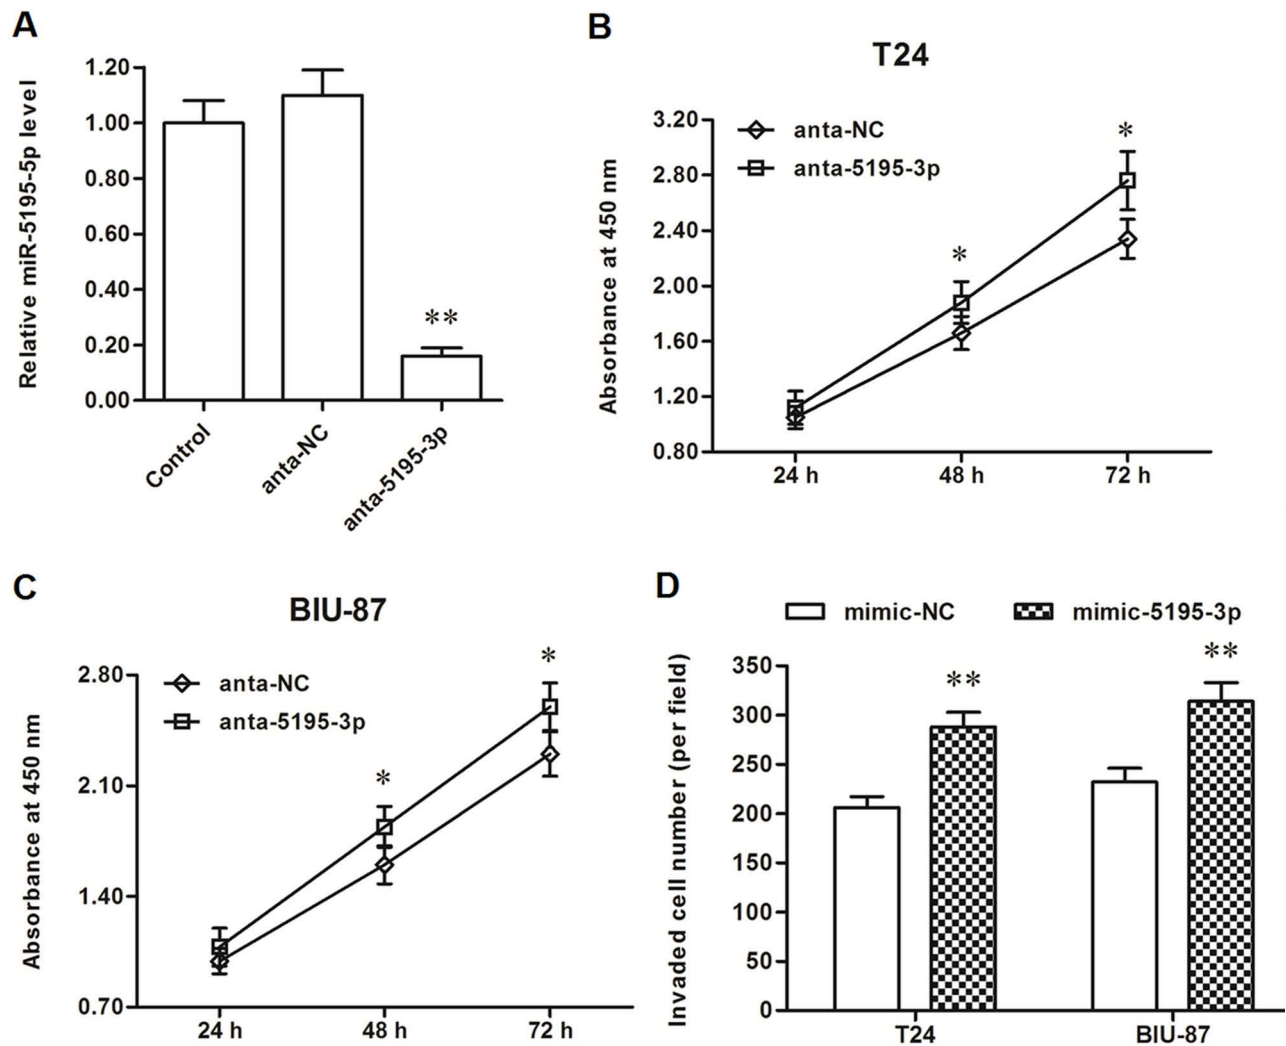 A
Relative miR-5195-5p level
1.20
1.00
0.80
0.60
0.40
0.20
0.00
**
Control
anta-NC
anta-5195-3p
B
T24
Absorbance at 450 nm
anta-NC
anta-5195-3p
3.20
2.80
2.40
2.00
1.60
1.20
0.80
*
*
24 h
48 h
72 h
C
BIU-87
Absorbance at 450 nm
anta-NC
anta-5195-3p
2.80
2.10
1.40
0.70
*
*
24 h
48 h
72 h
D
mimic-NC
mimic-5195-3p
Invaded cell number (per field)
350
300
250
200
150
100
50
0
**
**
T24
BIU-87